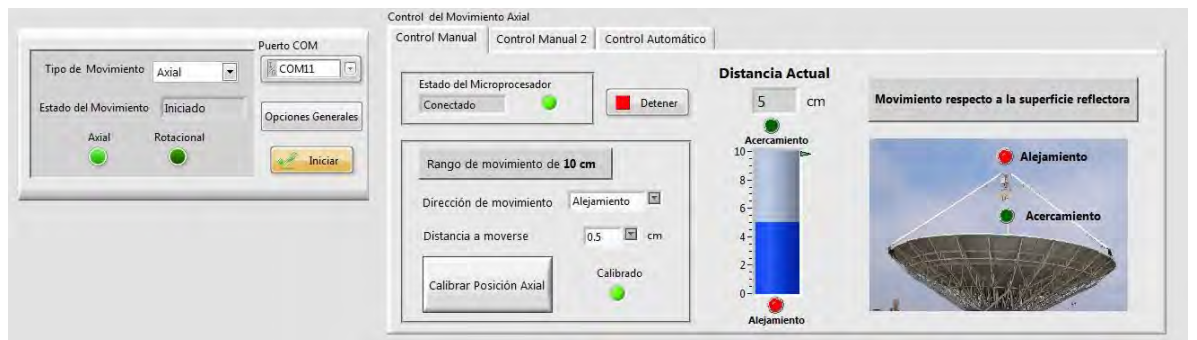 Puerto COM
Tipo de Movimiento Axial
COM11
Estado del Movimiento Iniciado
Opciones Generales
Axial Rotacional
Iniciar
Control del Movimiento Axial
Control Manual Control Manual 2 Control Automático
Estado del Microprocesador
Conectado
Detener
Rango de movimiento de 10 cm
Dirección de movimiento Alejamiento
Distancia a moverse 0.5 cm
Calibrar Posición Axial
Calibrado
Distancia Actual
5 cm
Acercamiento
10
8
6
4
2
0
Alejamiento
Movimiento respecto a la superficie reflectora
Alejamiento
Acercamiento